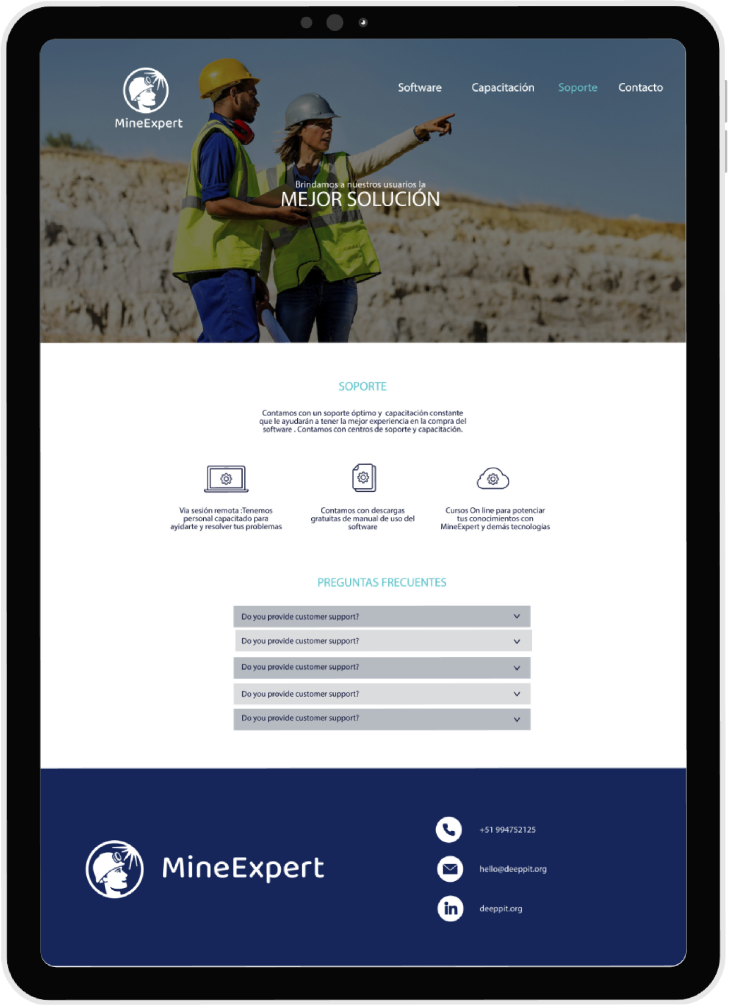 MineExpert
Software Capacitación Soporte Contacto
Brindamos a nuestros usuarios la
MEJOR SOLUCIÓN
SOPORTE
Contamos con un soporte óptimo y capacitación constante
que le ayudarán a tener la mejor experiencia en la compra del
software . Contamos con centros de soporte y capacitación.
Via sesión remota :Tenemos
personal capacitado para
ayidarte y resolver tus problemas
Contamos con descargas
gratuitas de manual de uso del
software
Cursos On line para potenciar
tus conocimientos con
MineExpert y demás tecnologías
PREGUNTAS FRECUENTES
Do you provide customer support?
Do you provide customer support?
Do you provide customer support?
Do you provide customer support?
Do you provide customer support?
MineExpert
+51 994752125
hello@deeppit.org
in deeppit.org